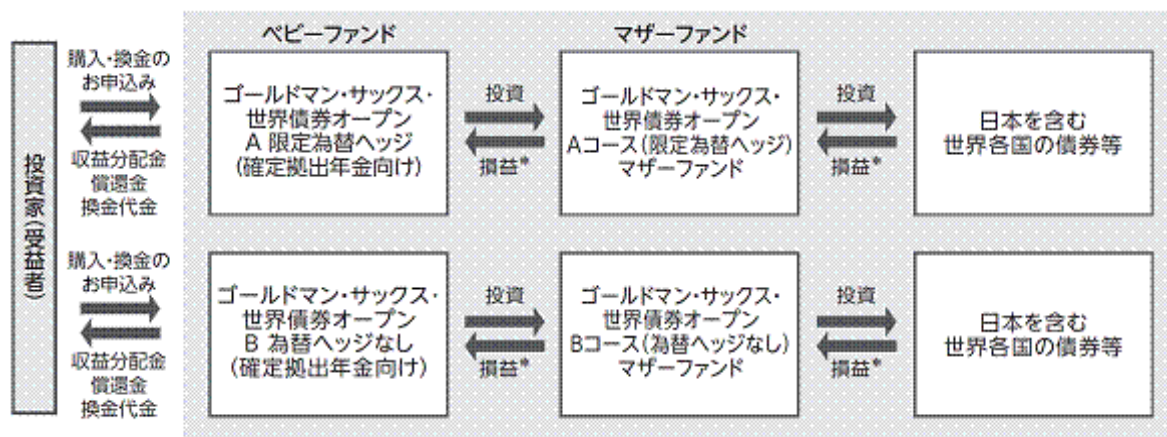 ベビーファンド
マザーファンド
投資家(受益者)
購入・換金の
お申込み
収益分配金
償還金
換金代金
ゴールドマン・サックス・
世界債券オープン
A 限定為替ヘッジ
(確定拠出年金向け)
投資
損益*
ゴールドマン・サックス・
世界債券オープン
Aコース(限定為替ヘッジ)
マザーファンド
投資
損益*
日本を含む
世界各国の債券等
購入・換金の
お申込み
収益分配金
償還金
換金代金
ゴールドマン・サックス・
世界債券オープン
B 為替ヘッジなし
(確定拠出年金向け)
投資
損益*
ゴールドマン・サックス・
世界債券オープン
Bコース(為替ヘッジなし)
マザーファンド
投資
損益*
日本を含む
世界各国の債券等